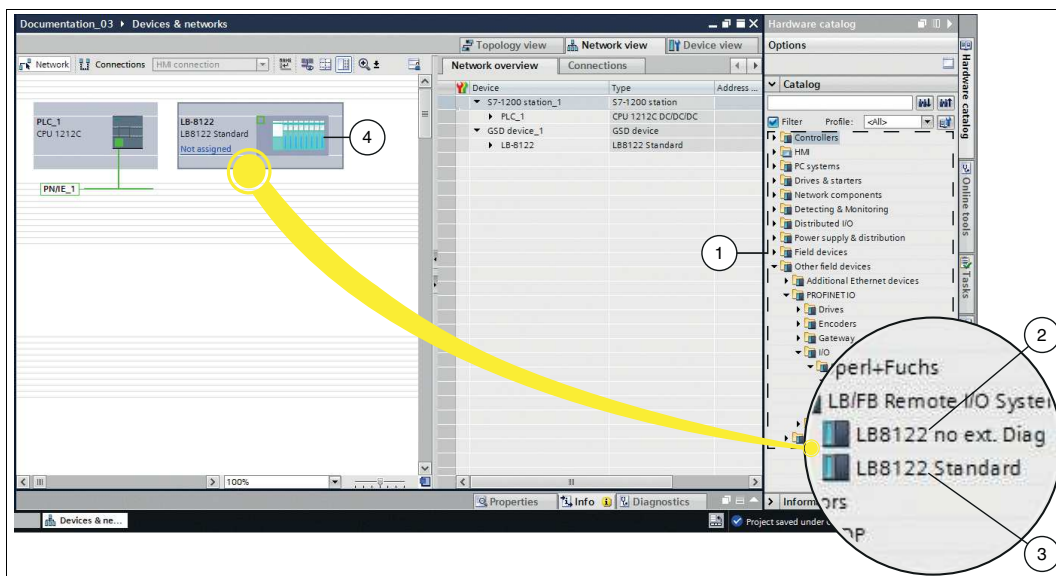 Documentation_03 ▸ Devices & networks
Hardware catalog
Topology view
Network view
Device view
Options
Network
Connections
HMI connection
Network overview
Connections
Catalog
Device
Type
Address ...
S7-1200 station_1
S7-1200 station
PLC_1
CPU 1212C DC/DC/DC
GSD device_1
GSD device
LB-8122
LB8122 Standard
PLC_1
CPU 1212C
LB-8122
LB8122 Standard
Not assigned
4
PN/IE_1
Filter
Profile:
<All>
Controllers
HMI
PC systems
Drives & starters
Network components
Detecting & Monitoring
Distributed I/O
Power supply & distribution
1
Field devices
Other field devices
Additional Ethernet devices
PROFINET IO
Drives
Encoders
Gateway
I/O
2
perl+Fuchs
LB/FB Remote I/O System
LB8122 no ext. Diag
LB8122 Standard
ors
DP
3
Hardware catalog
Online tools
Tasks
100%
Properties
Info
Diagnostics
Inform
Devices & ne...
Project saved under